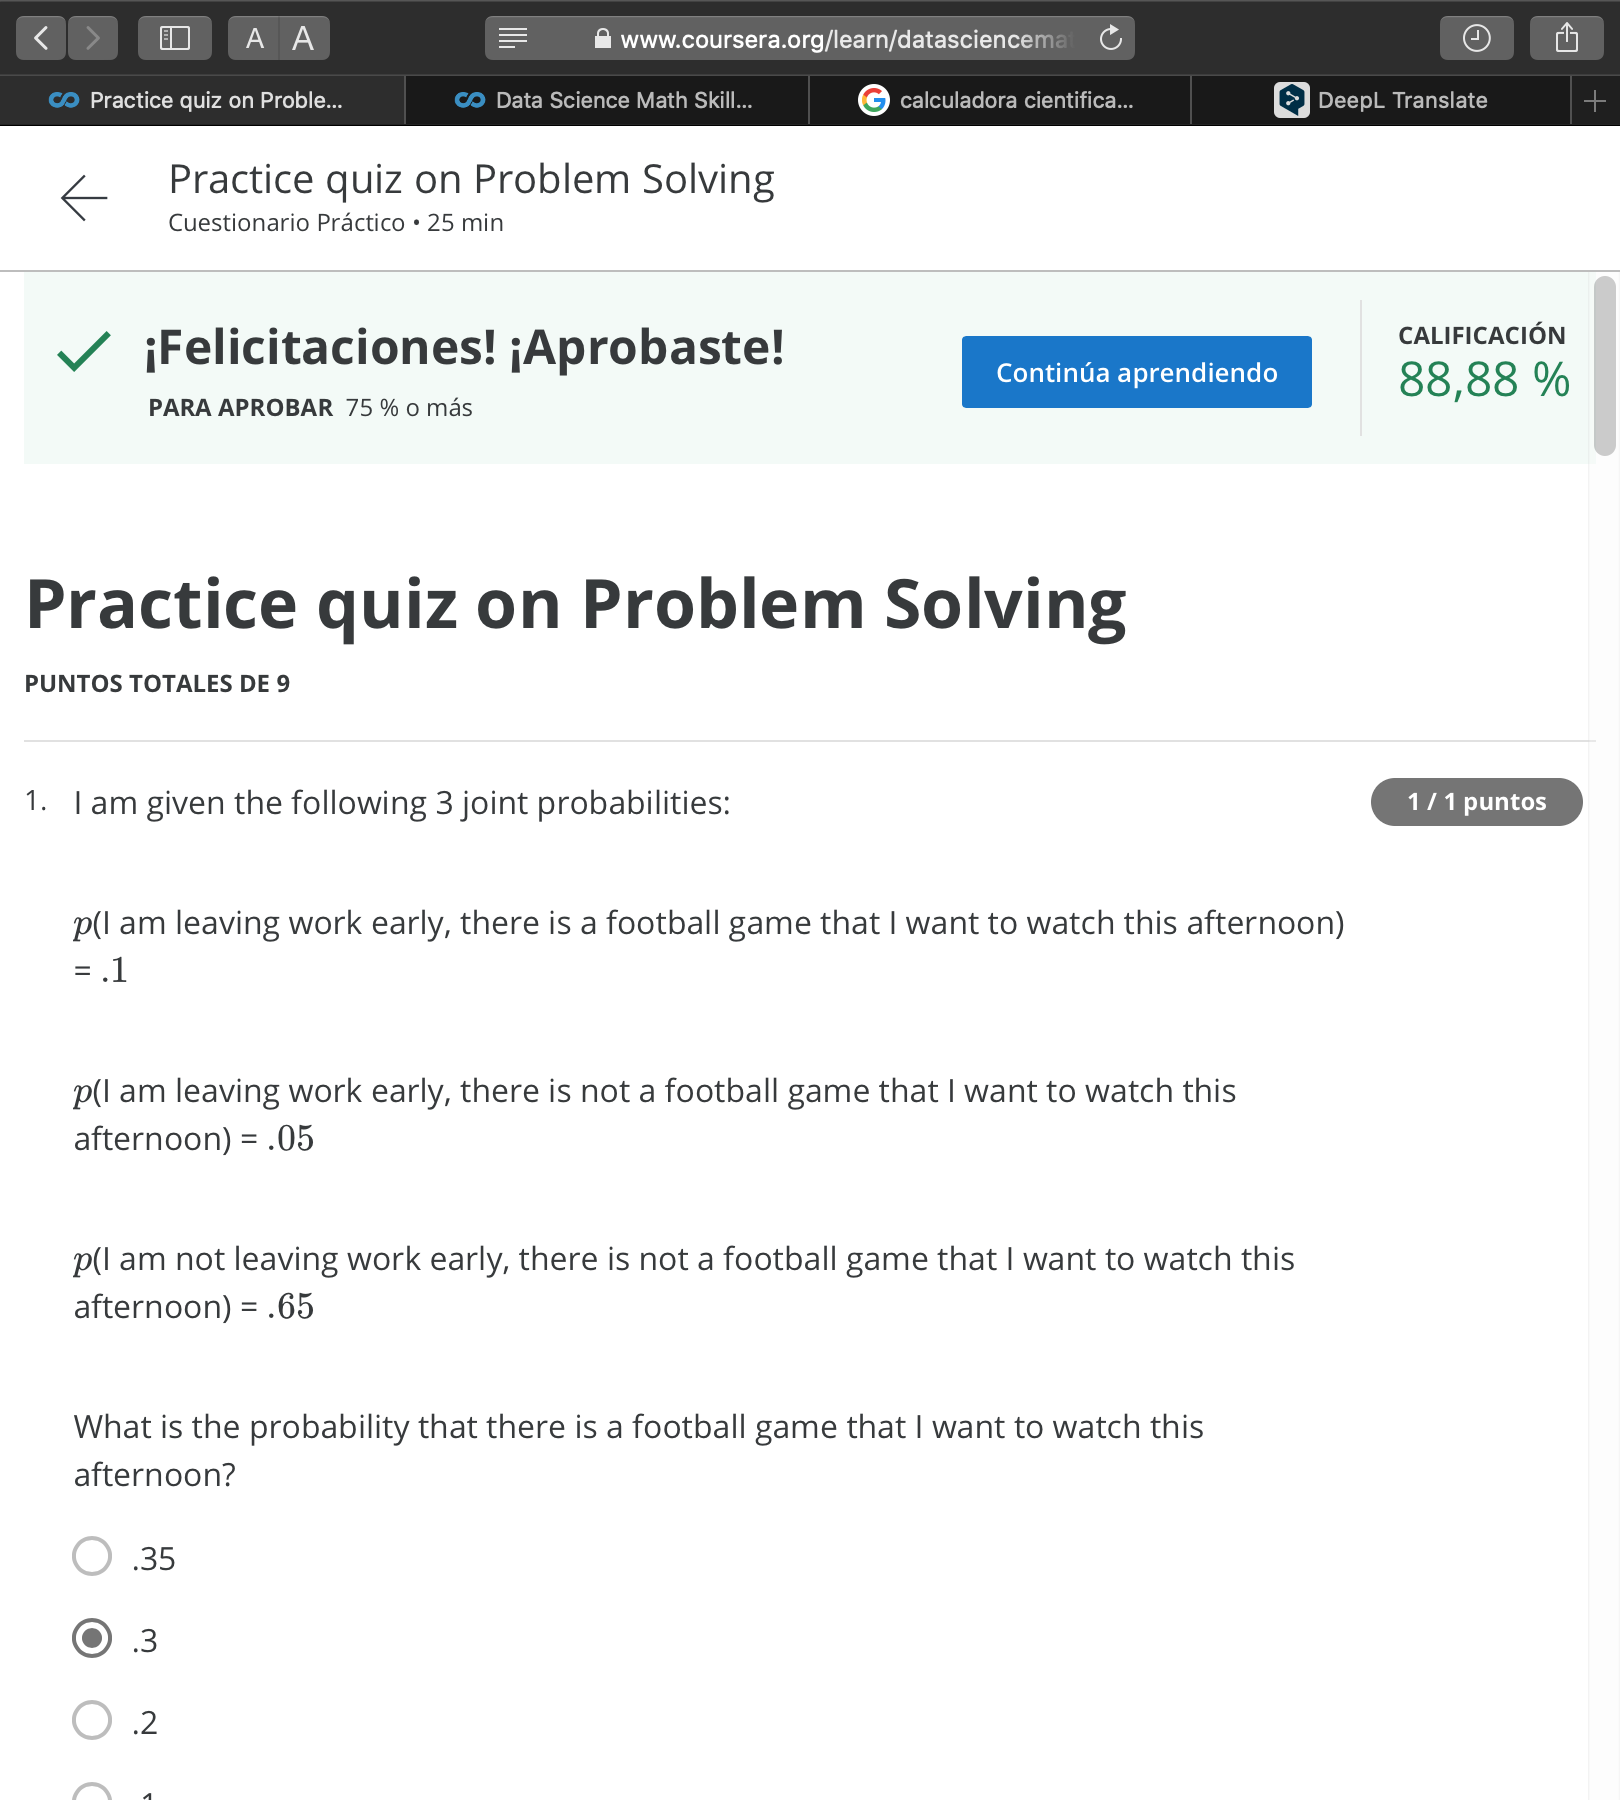 A A
www.coursera.org/learn/datasciencema
Practice quiz on Proble...
Data Science Math Skill...
calculadora cientifica...
DeepL Translate
Practice quiz on Problem Solving
Cuestionario Práctico • 25 min
¡Felicitaciones! ¡Aprobaste!
PARA APROBAR 75 % o más
Continúa aprendiendo
CALIFICACIÓN
88,88 %
Practice quiz on Problem Solving
PUNTOS TOTALES DE 9
1. I am given the following 3 joint probabilities:
1 / 1 puntos
p(I am leaving work early, there is a football game that I want to watch this afternoon)
= .1
p(I am leaving work early, there is not a football game that I want to watch this
afternoon) = .05
p(I am not leaving work early, there is not a football game that I want to watch this
afternoon) = .65
What is the probability that there is a football game that I want to watch this
afternoon?
.35
.3
.2